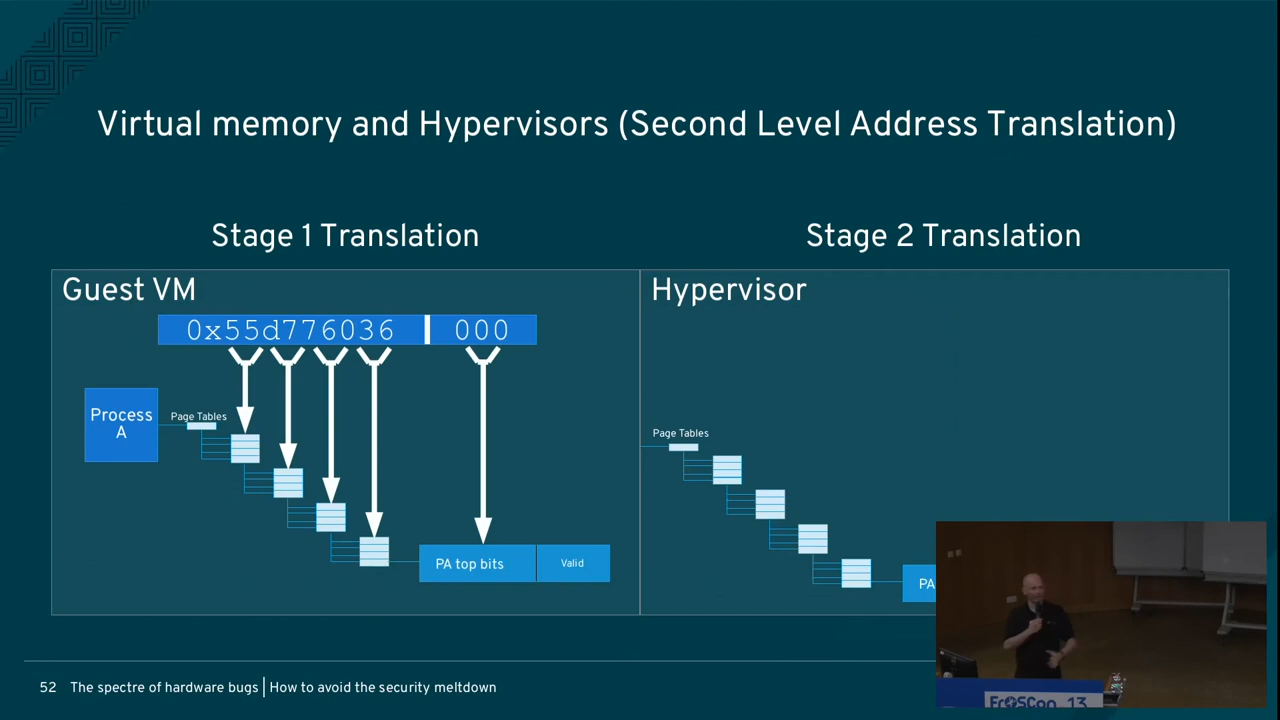 Virtual memory and Hypervisors (Second Level Address Translation)
Stage 1 Translation
Stage 2 Translation
Guest VM
Hypervisor
0x55d776036
000
Process
A
Page Tables
Page Tables
PA top bits
Valid
PA
52
The spectre of hardware bugs | How to avoid the security meltdown
FrOSCon 13